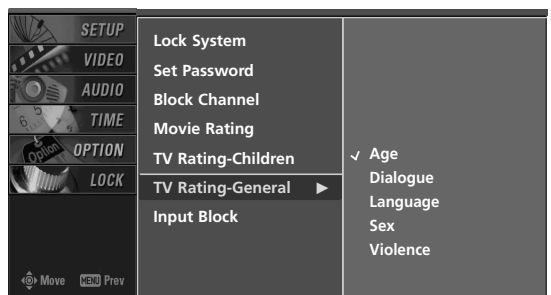 SETUP
VIDEO
AUDIO
TIME
OPTION
LOCK
Move MENU Prev
Lock System
Set Password
Block Channel
Movie Rating
TV Rating-Children
TV Rating-General ▶
Input Block
✓ Age
Dialogue
Language
Sex
Violence